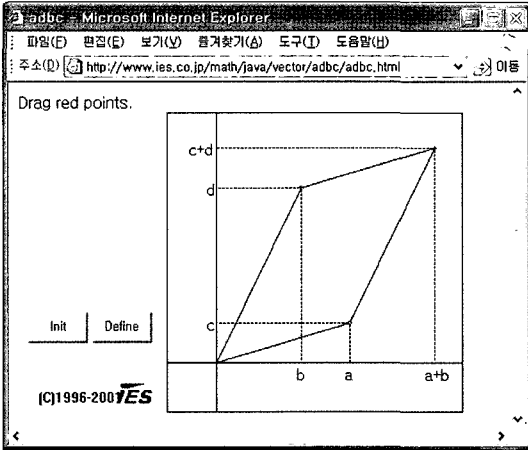 adbc - Microsoft Internet Explorer
파일(F) 편집(E) 보기(V) 즐겨찾기(A) 도구(T) 도움말(H)
주소(D) http://www.ies.co.jp/math/java/vector/adbc/adbc.html 이동
Drag red points.
c+d
d
c
b a a+b
Init Define
(C)1996-2001 IES